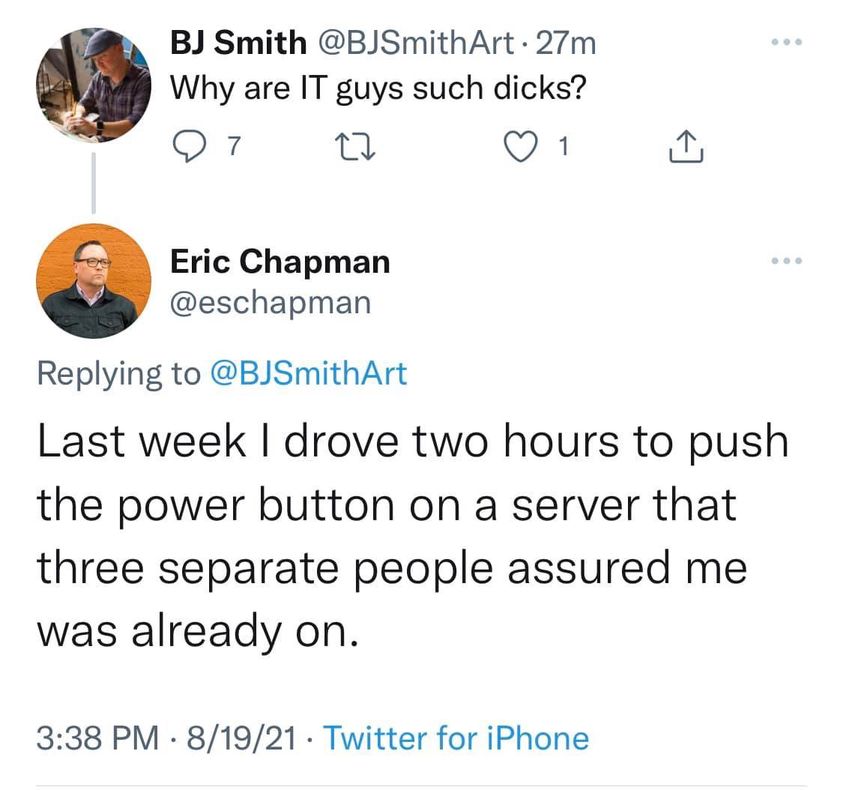 BJ Smith @BJSmithArt · 27m
Why are IT guys such dicks?
7 1
Eric Chapman
@eschapman
Replying to @BJSmithArt
Last week I drove two hours to push
the power button on a server that
three separate people assured me
was already on.
3:38 PM · 8/19/21 · Twitter for iPhone